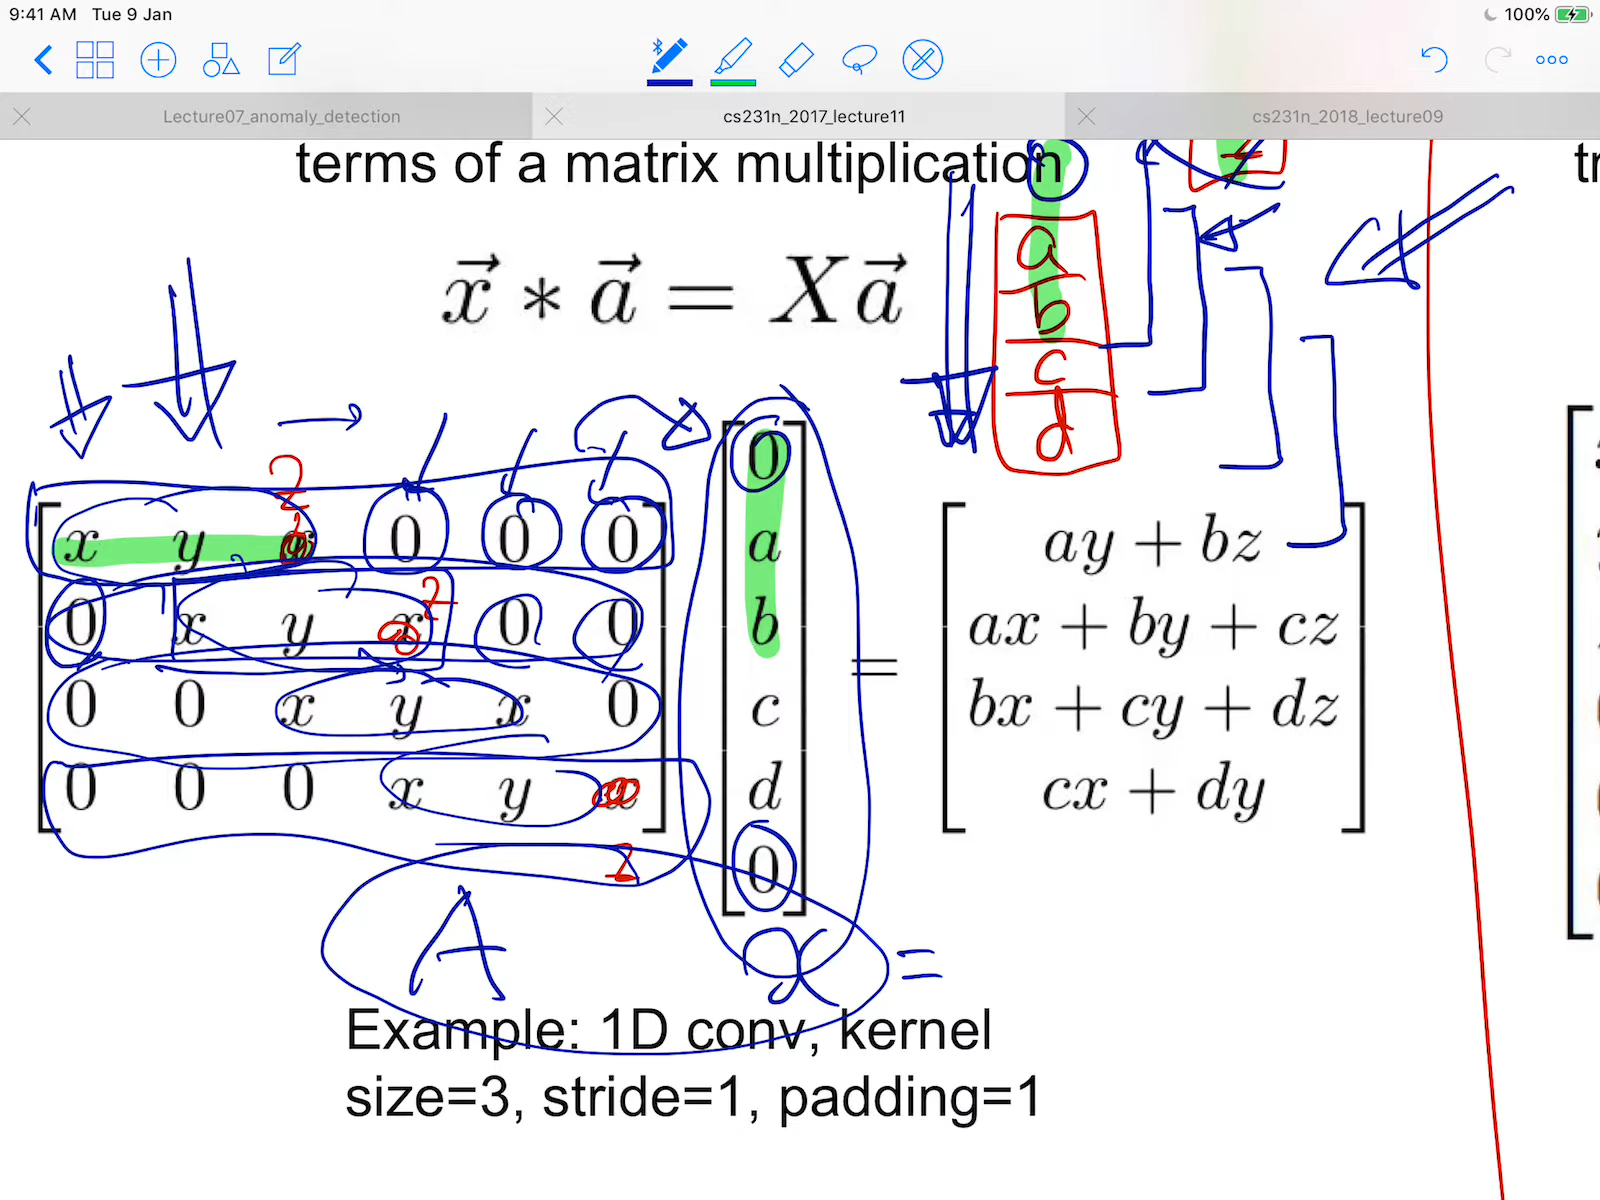 9:41 AM Tue 9 Jan 100%
Lecture07_anomaly_detection cs231n_2017_lecture11 cs231n_2018_lecture09
terms of a matrix multiplication
a
b
c
d
x⃗ * a⃗ = Xa⃗
x y 0 0 0
0 x y x 0 0
0 0 x y x 0
0 0 0 x y
0
a
b
c
d
0
=
ay + bz
ax + by + cz
bx + cy + dz
cx + dy
A x =
Example: 1D conv, kernel
size=3, stride=1, padding=1